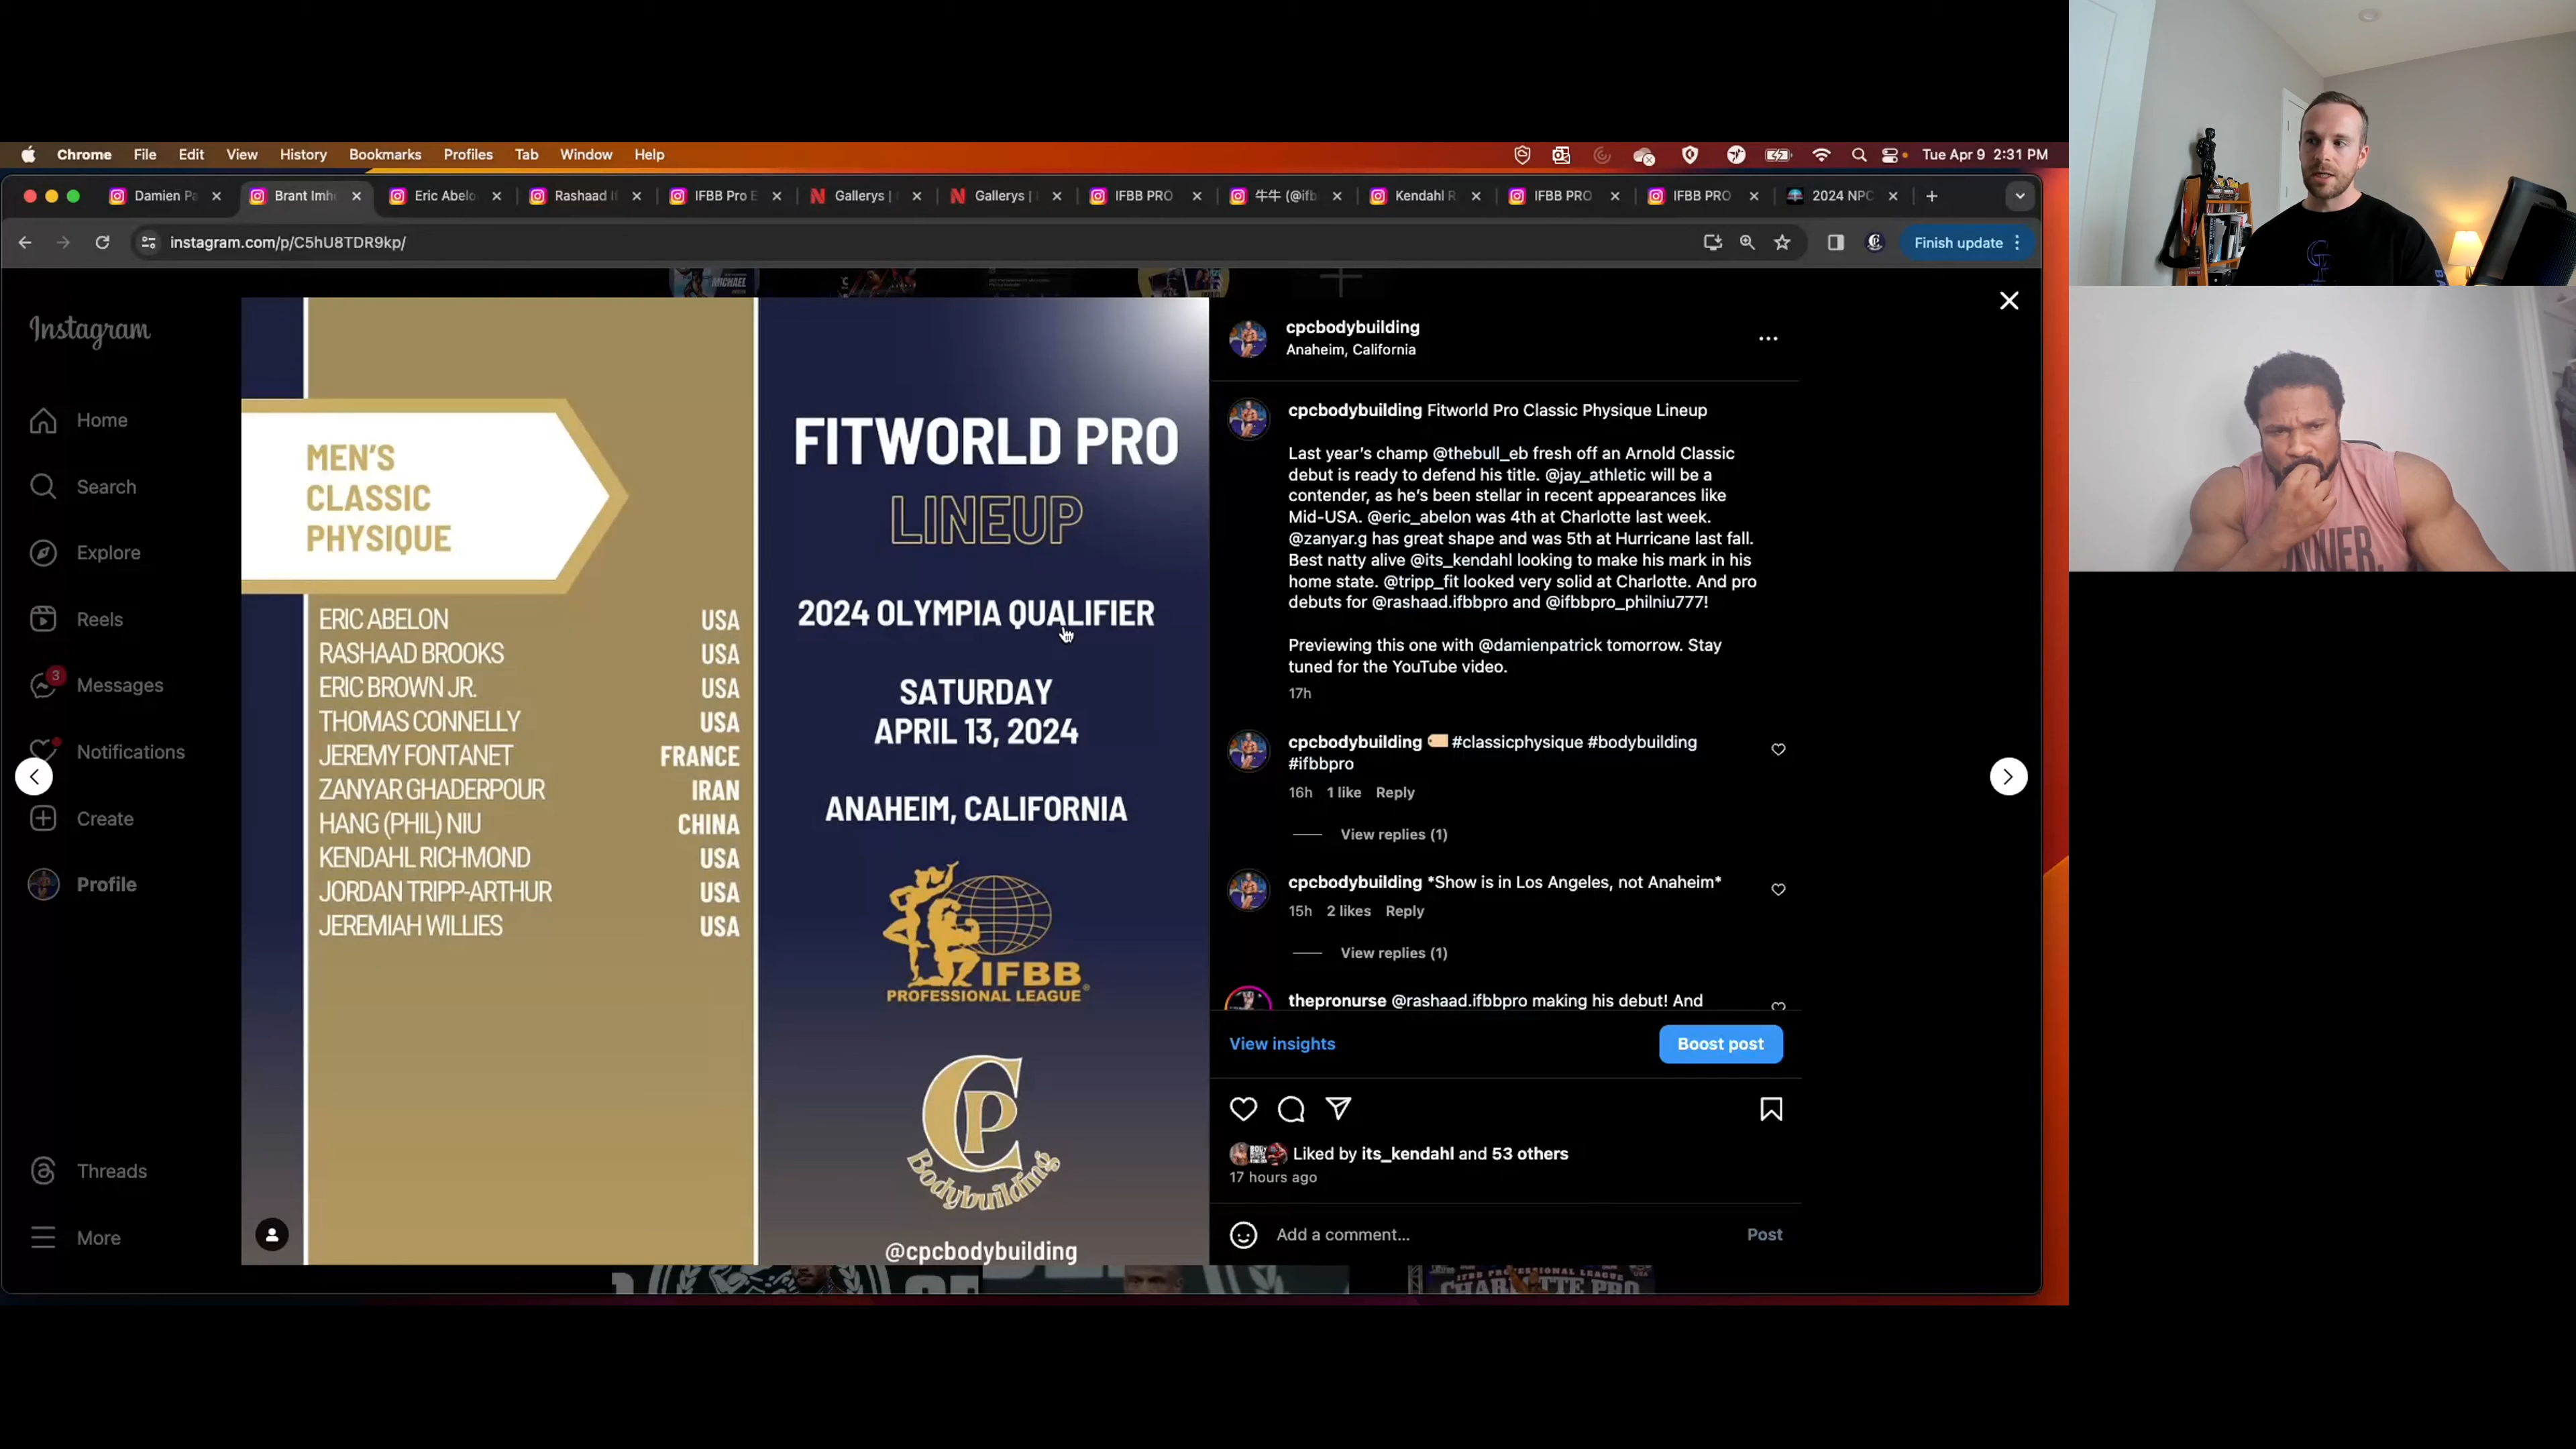 Chrome File Edit View History Bookmarks Profiles Tab Window Help
Tue Apr 9 2:31 PM
Damien Pa
Brant Imh
Eric Abelo
Rashaad If
IFBB Pro E
Gallerys |
Gallerys |
IFBB PRO
牛牛 (@ifb
Kendahl R
IFBB PRO
IFBB PRO
2024 NPC
instagram.com/p/C5hU8TDR9kp/
Finish update
Instagram
Home
Search
Explore
Reels
3
Messages
Notifications
Create
Profile
Threads
More
MICHAEL
MEN'S
CLASSIC
PHYSIQUE
ERIC ABELON USA
RASHAAD BROOKS USA
ERIC BROWN JR. USA
THOMAS CONNELLY USA
JEREMY FONTANET FRANCE
ZANYAR GHADERPOUR IRAN
HANG (PHIL) NIU CHINA
KENDAHL RICHMOND USA
JORDAN TRIPP-ARTHUR USA
JEREMIAH WILLIES USA
FITWORLD PRO
LINEUP
2024 OLYMPIA QUALIFIER
SATURDAY
APRIL 13, 2024
ANAHEIM, CALIFORNIA
IFBB
PROFESSIONAL LEAGUE
CP
Bodybuilding
@cpcbodybuilding
cpcbodybuilding
Anaheim, California
cpcbodybuilding Fitworld Pro Classic Physique Lineup
Last year's champ @thebull_eb fresh off an Arnold Classic
debut is ready to defend his title. @jay_athletic will be a
contender, as he's been stellar in recent appearances like
Mid-USA. @eric_abelon was 4th at Charlotte last week.
@zanyar.g has great shape and was 5th at Hurricane last fall.
Best natty alive @its_kendahl looking to make his mark in his
home state. @tripp_fit looked very solid at Charlotte. And pro
debuts for @rashaad.ifbbpro and @ifbbpro_philniu777!
Previewing this one with @damienpatrick tomorrow. Stay
tuned for the YouTube video.
17h
cpcbodybuilding #classicphysique #bodybuilding
#ifbbpro
16h 1 like Reply
View replies (1)
cpcbodybuilding *Show is in Los Angeles, not Anaheim*
15h 2 likes Reply
View replies (1)
thepronurse @rashaad.ifbbpro making his debut! And
View insights
Boost post
Liked by its_kendahl and 53 others
17 hours ago
Add a comment...
Post
IFBB PROFESSIONAL LEAGUE
CHARLOTTE PRO